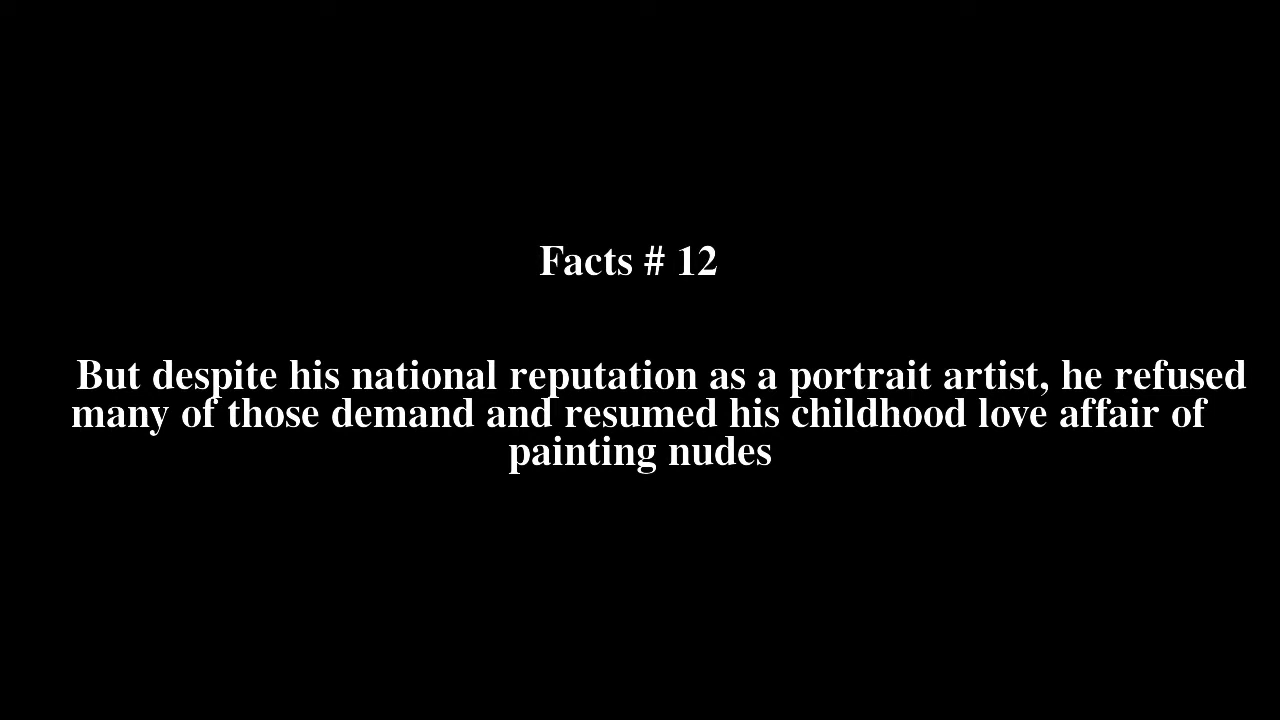 Facts # 12
But despite his national reputation as a portrait artist, he refused
many of those demand and resumed his childhood love affair of
painting nudes